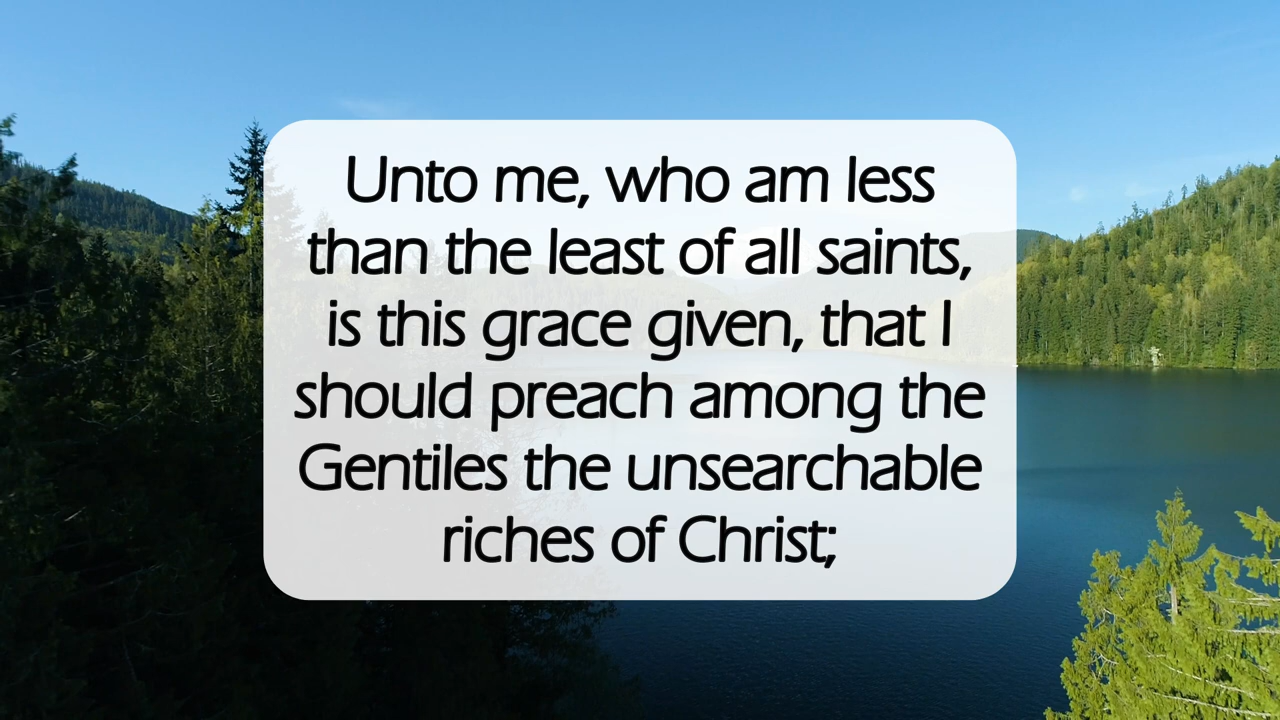 Unto me, who am less
than the least of all saints,
is this grace given, that I
should preach among the
Gentiles the unsearchable
riches of Christ;